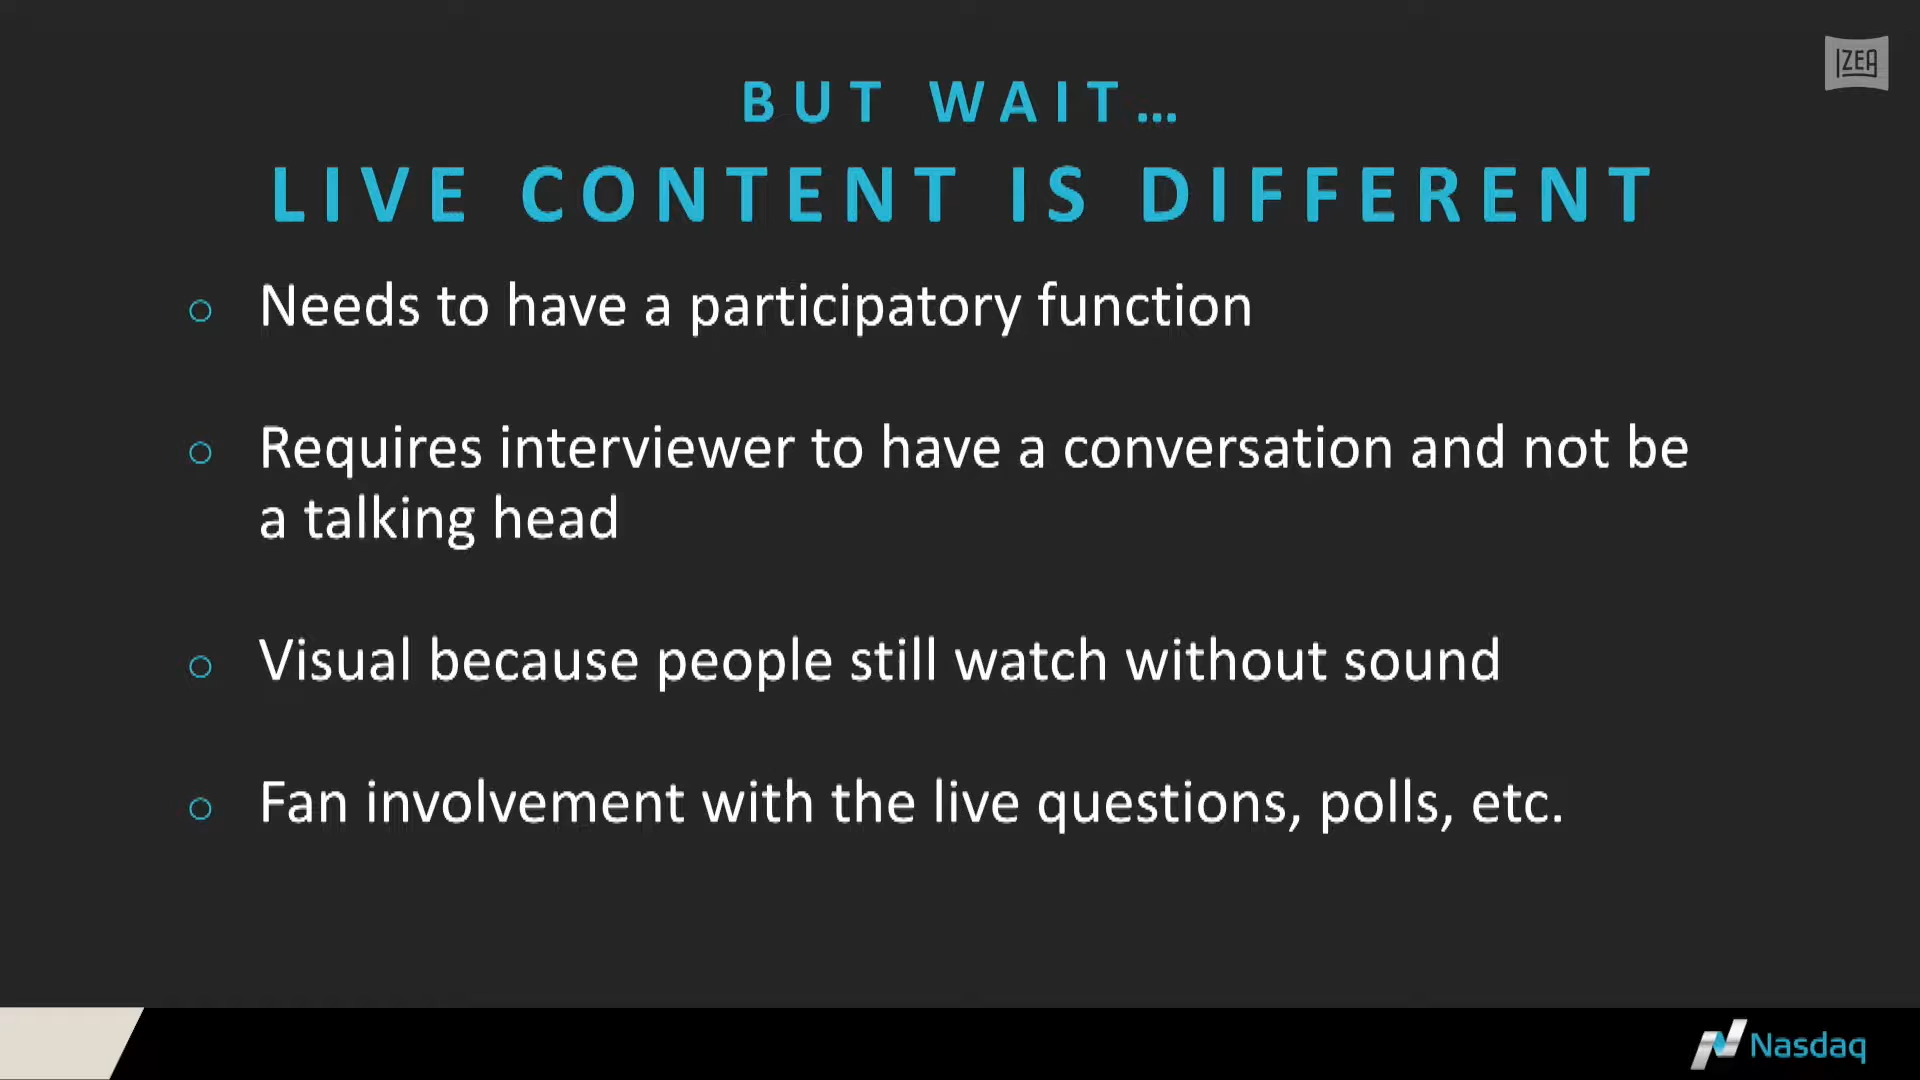 IZEA
BUT WAIT…
LIVE CONTENT IS DIFFERENT
○ Needs to have a participatory function
○ Requires interviewer to have a conversation and not be
a talking head
○ Visual because people still watch without sound
○ Fan involvement with the live questions, polls, etc.
Nasdaq